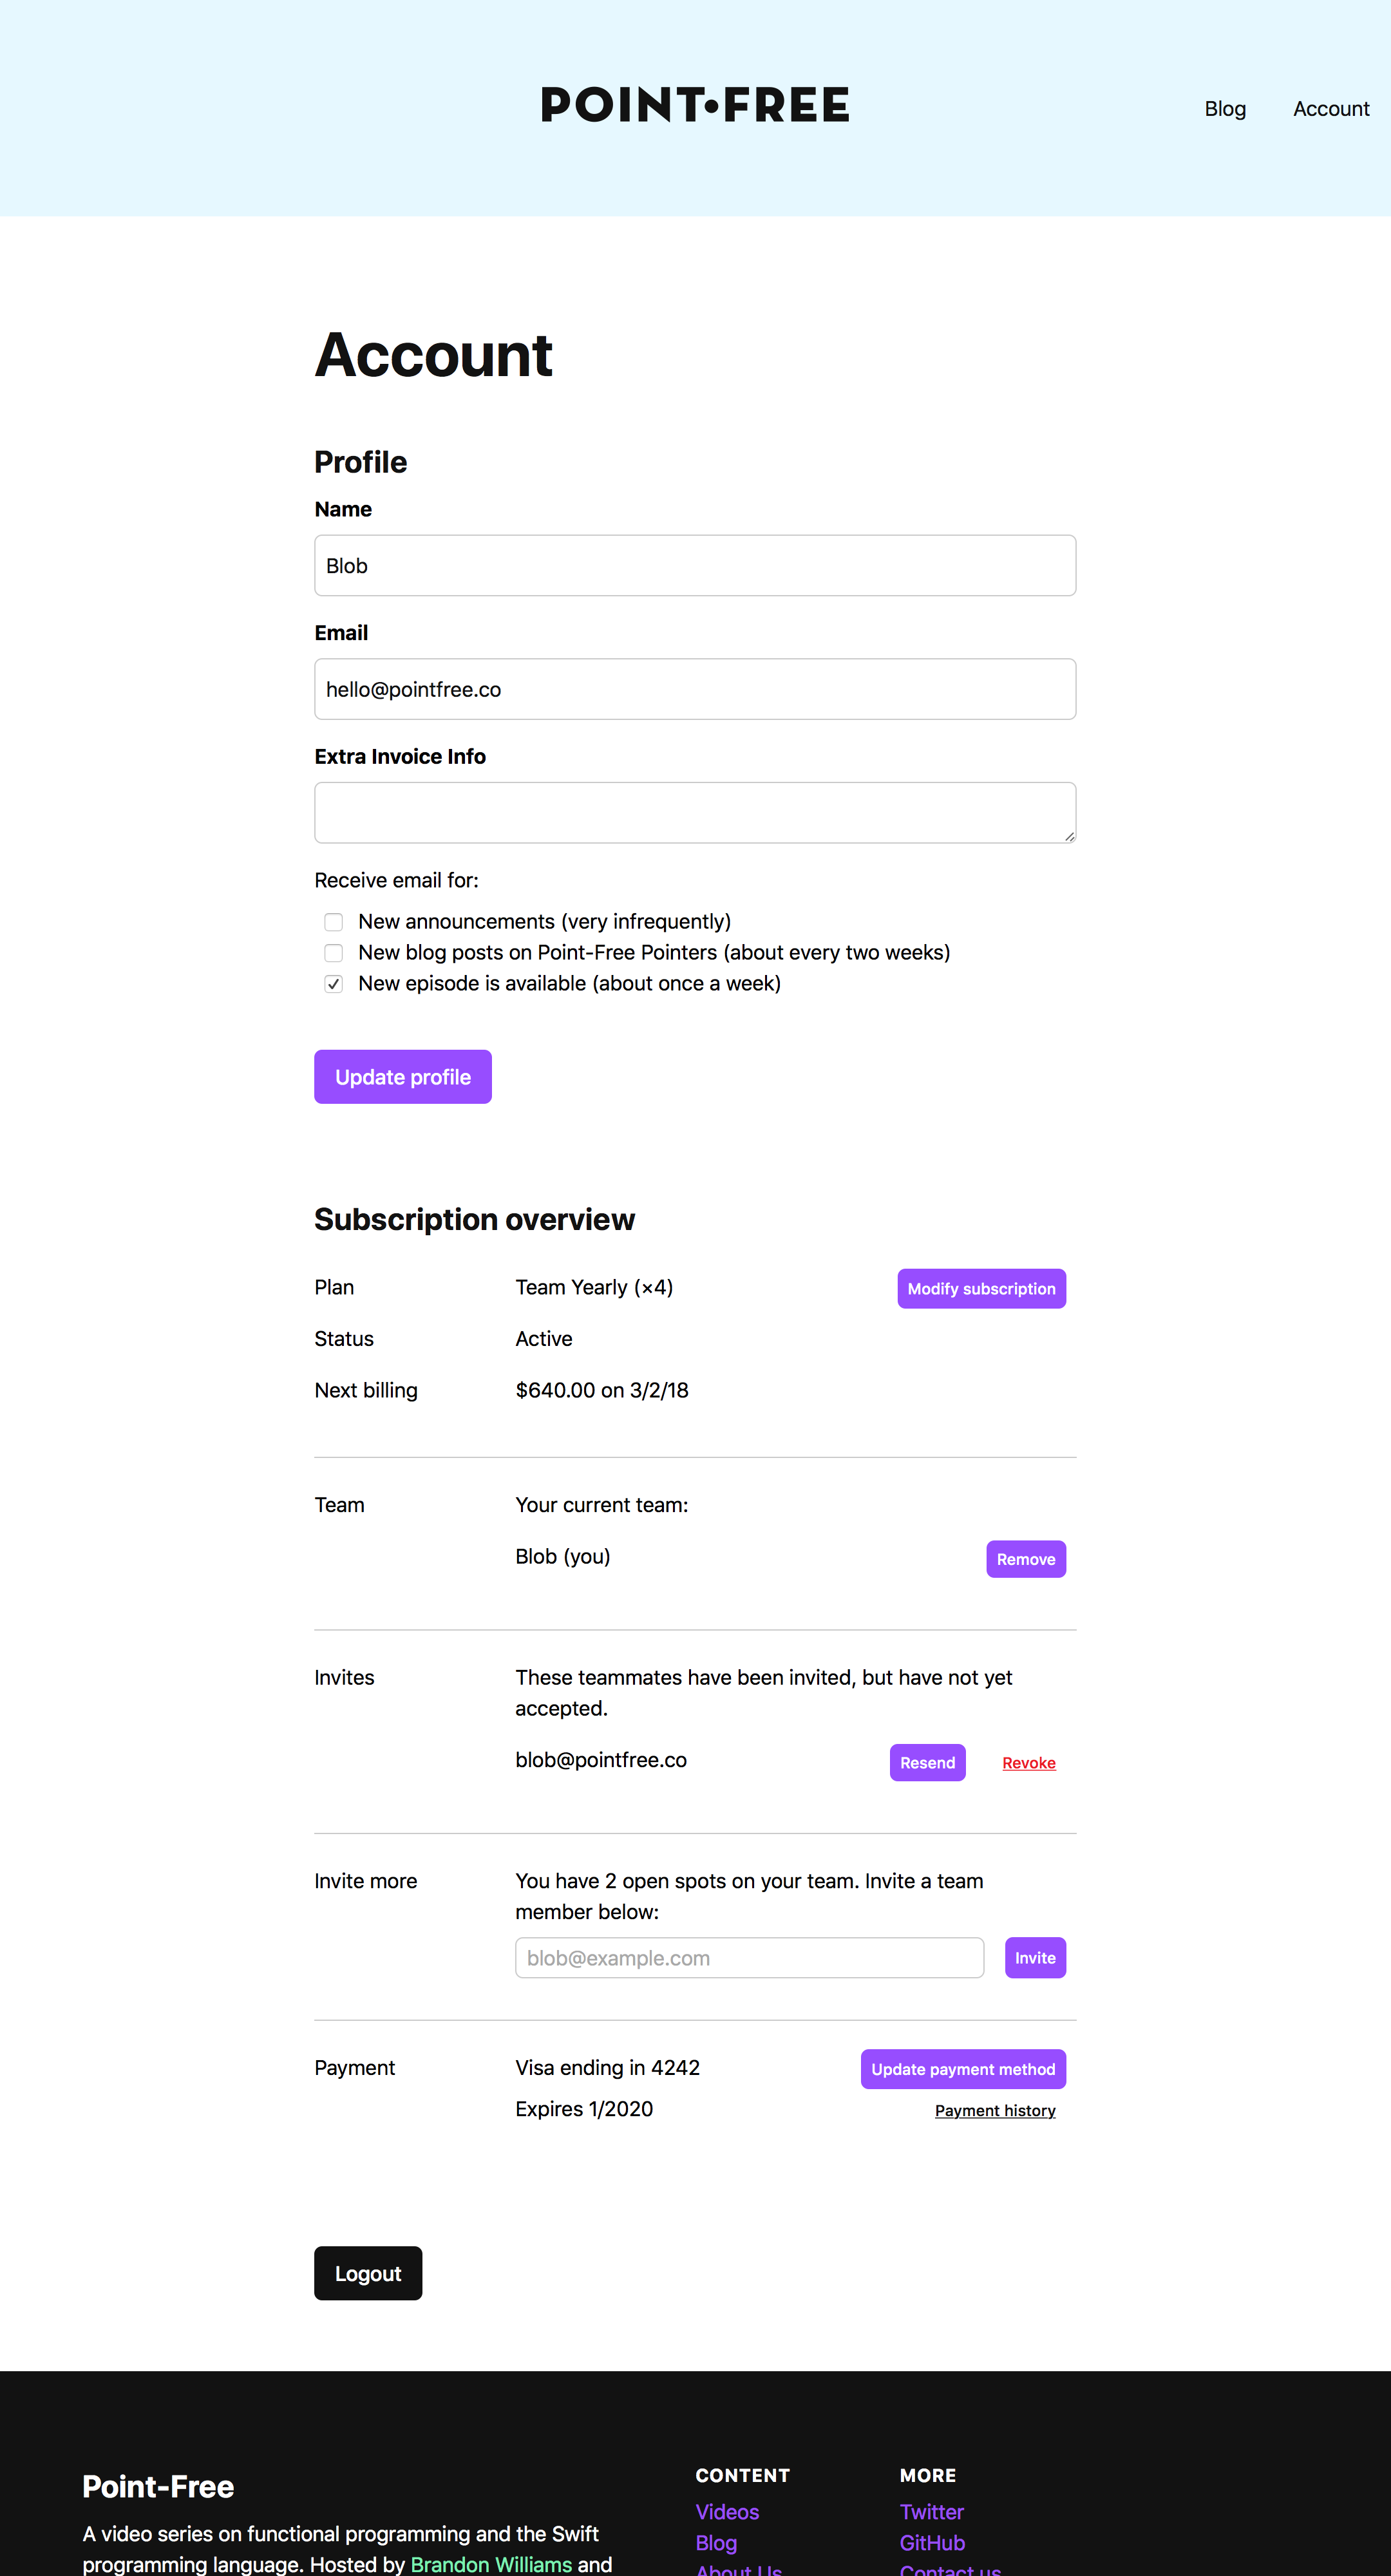 POINT•FREE
Blog
Account
Account
Profile
Name
Blob
Email
hello@pointfree.co
Extra Invoice Info
Receive email for:
New announcements (very infrequently)
New blog posts on Point-Free Pointers (about every two weeks)
New episode is available (about once a week)
Update profile
Subscription overview
Plan
Team Yearly (×4)
Modify subscription
Status
Active
Next billing
$640.00 on 3/2/18
Team
Your current team:
Blob (you)
Remove
Invites
These teammates have been invited, but have not yet
accepted.
blob@pointfree.co
Resend
Revoke
Invite more
You have 2 open spots on your team. Invite a team
member below:
blob@example.com
Invite
Payment
Visa ending in 4242
Update payment method
Expires 1/2020
Payment history
Logout
Point-Free
A video series on functional programming and the Swift
programming language. Hosted by Brandon Williams and
CONTENT
Videos
Blog
About Us
MORE
Twitter
GitHub
Contact us